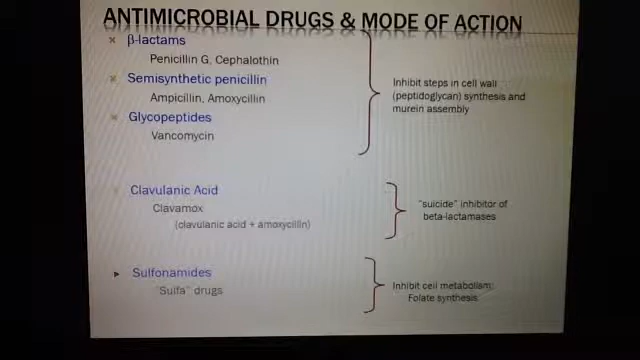 ANTIMICROBIAL DRUGS & MODE OF ACTION
β-lactams
Penicillin G, Cephalothin
Semisynthetic penicillin
Ampicillin, Amoxycillin
Glycopeptides
Vancomycin
Inhibit steps in cell wall
(peptidoglycan) synthesis and
murein assembly
Clavulanic Acid
Clavamox
(clavulanic acid + amoxycillin)
"suicide" inhibitor of
beta-lactamases
Sulfonamides
"Sulfa" drugs
Inhibit cell metabolism;
Folate synthesis